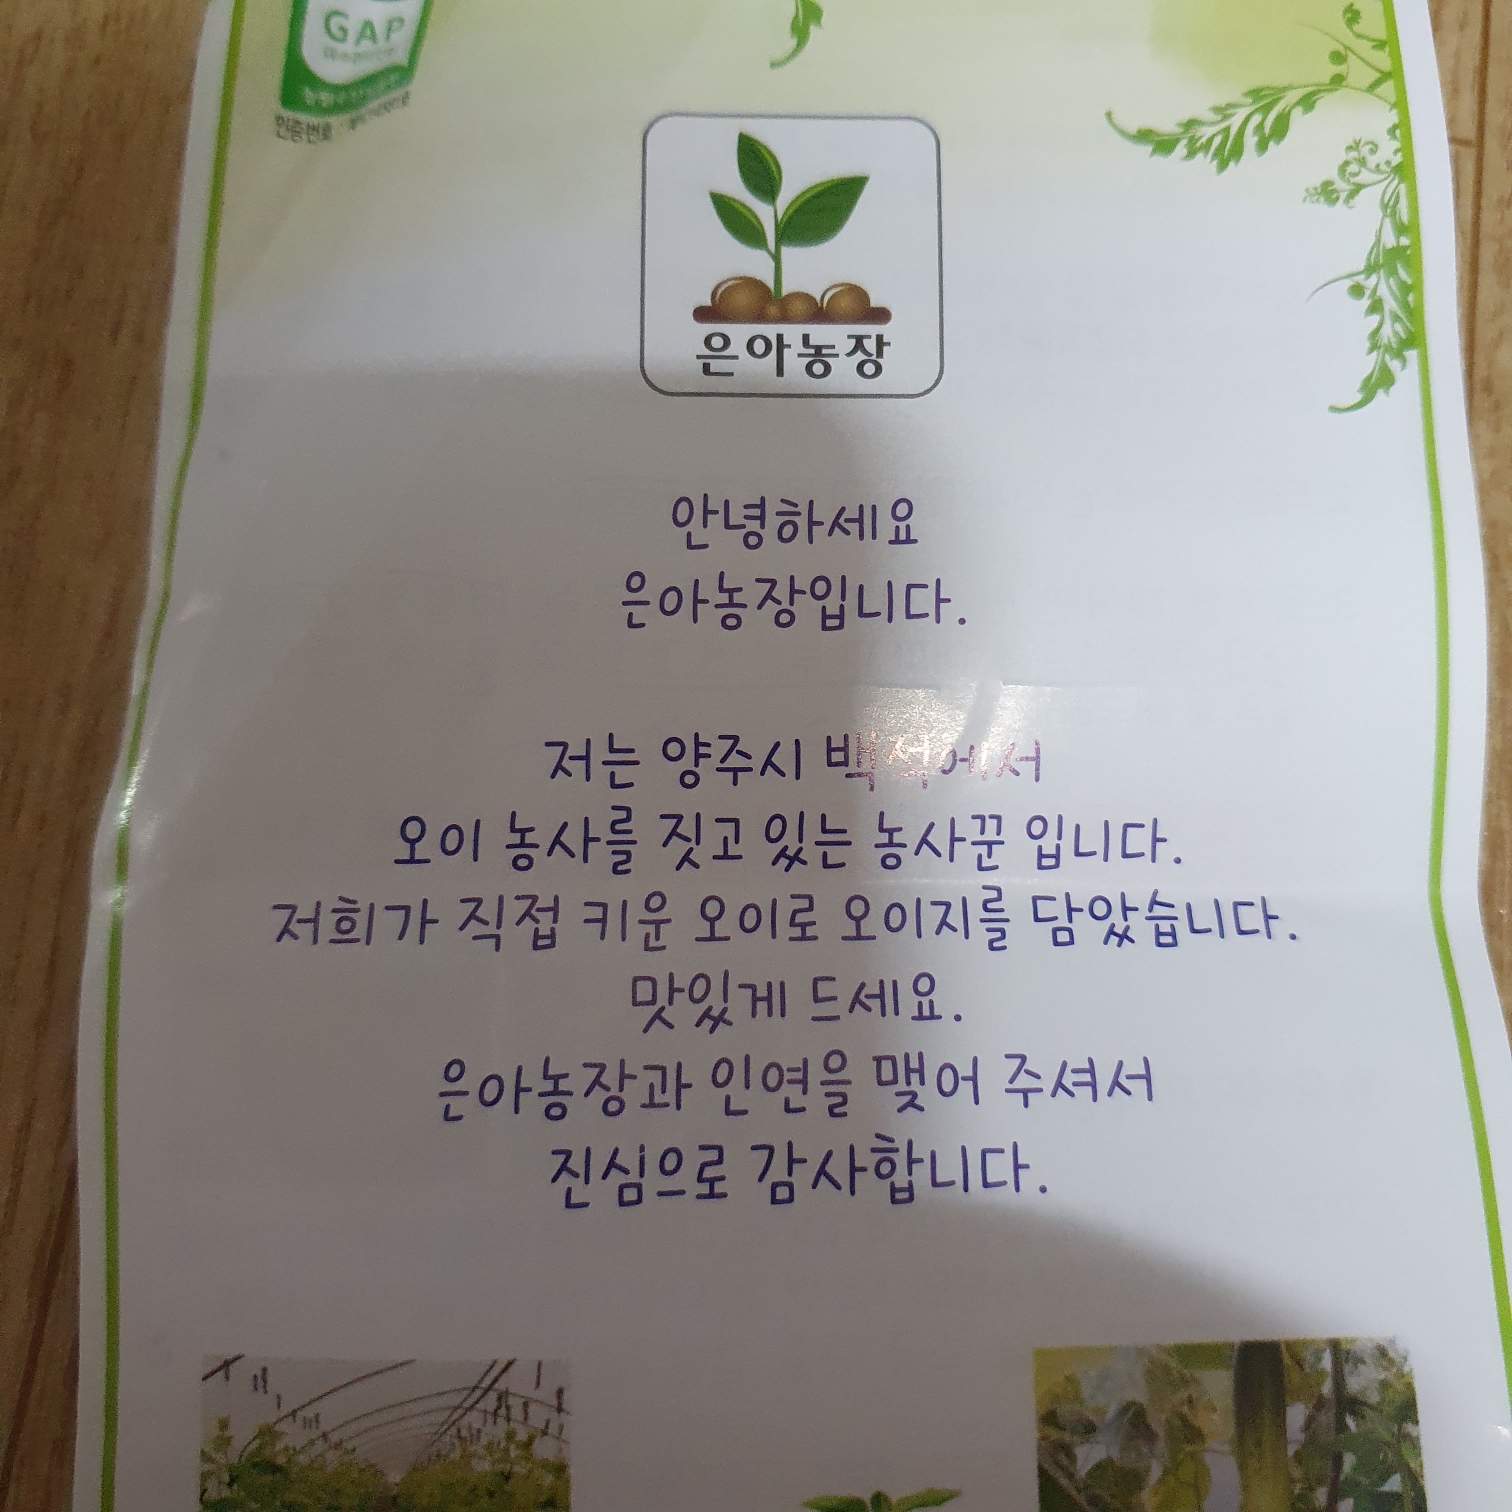 GAP
인증번호 :
은아농장
안녕하세요
은아농장입니다.
저는 양주시 백석에서
오이 농사를 짓고 있는 농사꾼 입니다.
저희가 직접 키운 오이로 오이지를 담았습니다.
맛있게 드세요.
은아농장과 인연을 맺어 주셔서
진심으로 감사합니다.